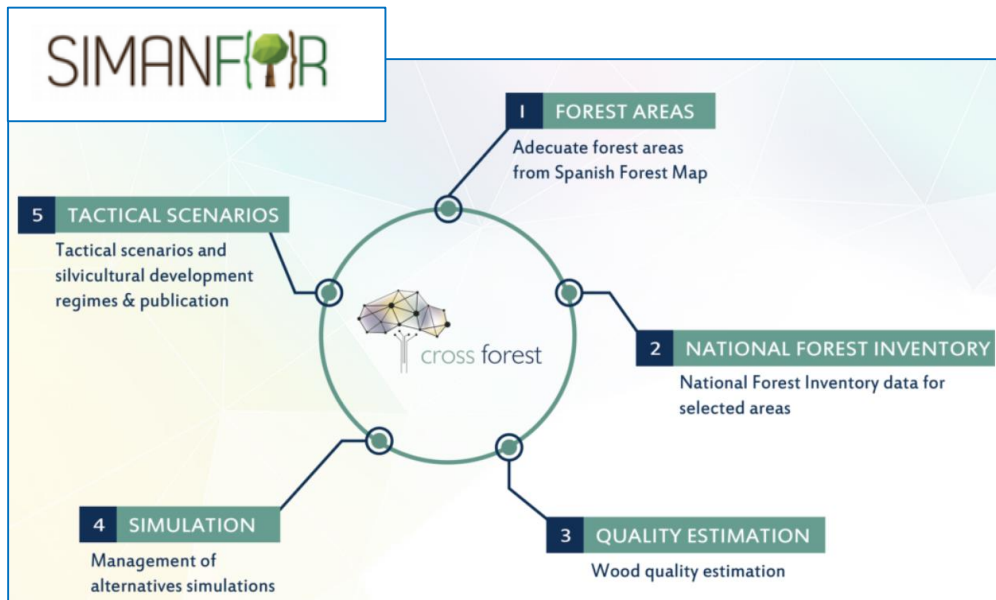 SIMANF{}R
1 FOREST AREAS
Adecuate forest areas
from Spanish Forest Map
5 TACTICAL SCENARIOS
Tactical scenarios and
silvicultural development
regimes & publication
cross forest
2 NATIONAL FOREST INVENTORY
National Forest Inventory data for
selected areas
4 SIMULATION
Management of
alternatives simulations
3 QUALITY ESTIMATION
Wood quality estimation